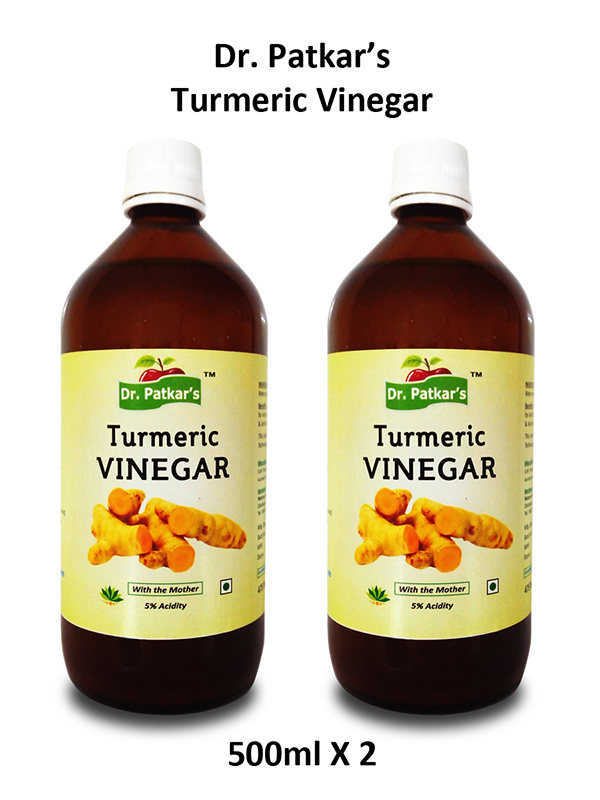 Dr. Patkar's
Turmeric Vinegar
TM
Dr. Patkar's
Turmeric
VINEGAR
With the Mother
5% Acidity
TM
Dr. Patkar's
Turmeric
VINEGAR
With the Mother
5% Acidity
500ml X 2